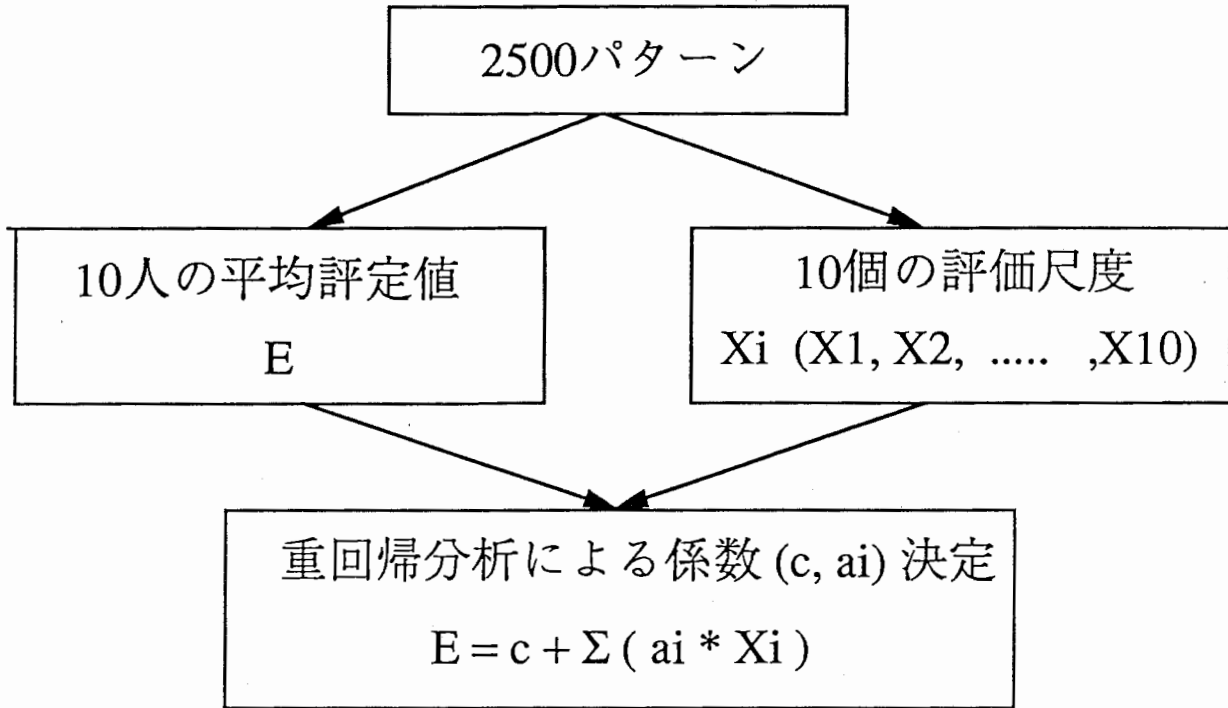 2500パターン
10人の平均評定値
E
10個の評価尺度
Xi (X1, X2, ..... ,X10)
重回帰分析による係数 (c, ai) 決定
E = c + Σ ( ai * Xi )